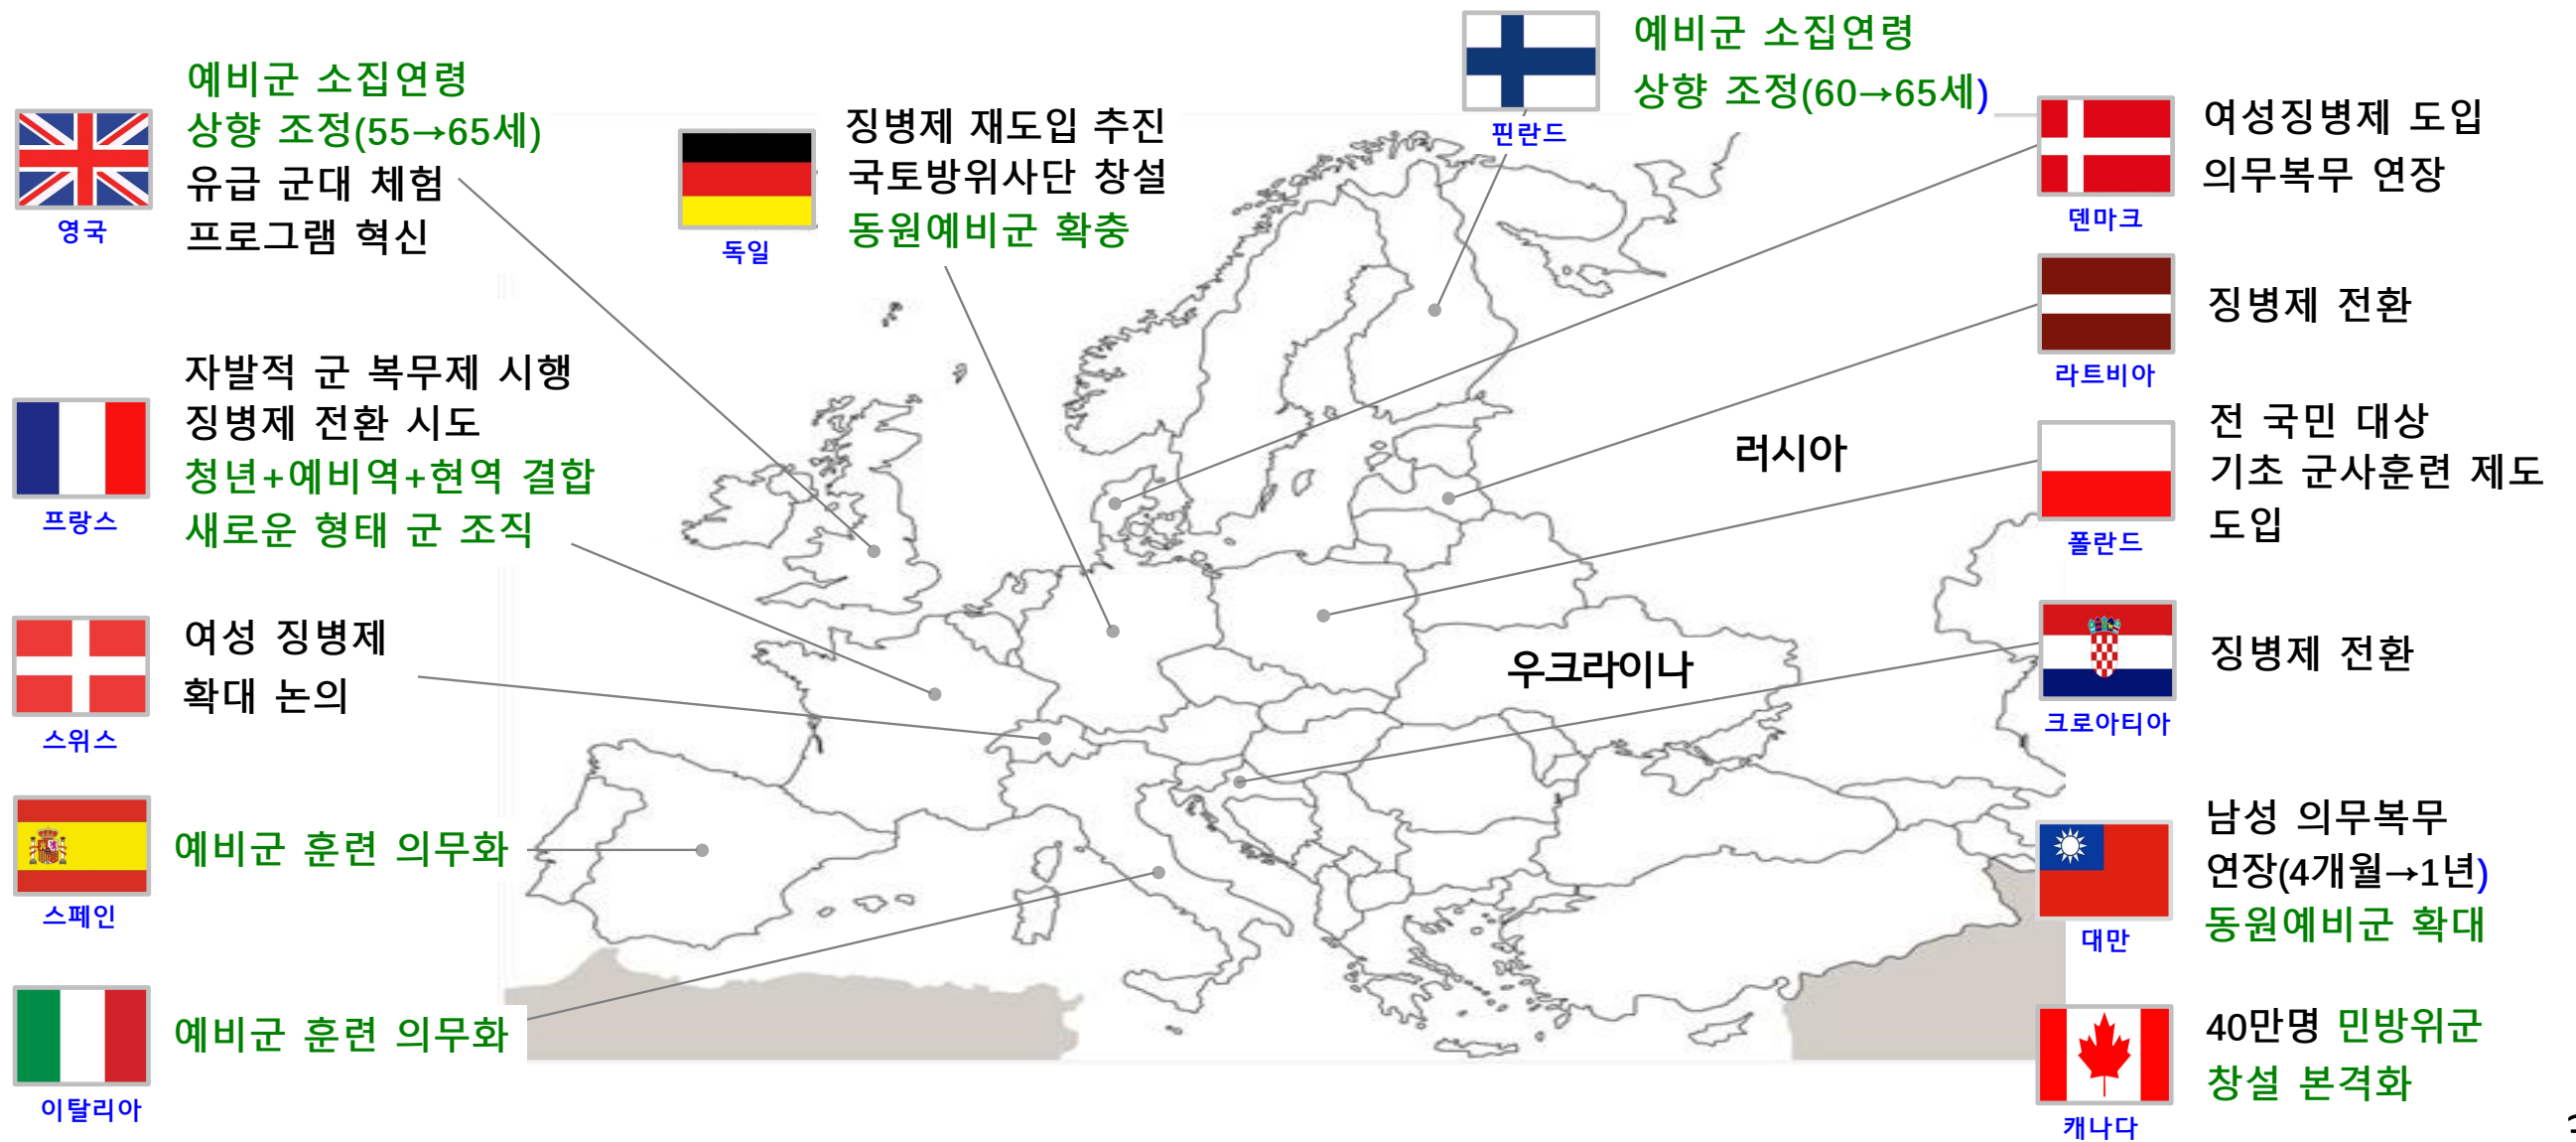 예비군 소집연령
상향 조정(55→65세)
유급 군대 체험
프로그램 혁신
영국
징병제 재도입 추진
국토방위사단 창설
동원예비군 확충
독일
예비군 소집연령
상향 조정(60→65세)
핀란드
여성징병제 도입
의무복무 연장
덴마크
징병제 전환
라트비아
자발적 군 복무제 시행
징병제 전환 시도
청년+예비역+현역 결합
새로운 형태 군 조직
프랑스
러시아
전 국민 대상
기초 군사훈련 제도
도입
폴란드
여성 징병제
확대 논의
스위스
우크라이나
징병제 전환
크로아티아
예비군 훈련 의무화
스페인
남성 의무복무
연장(4개월→1년)
동원예비군 확대
대만
예비군 훈련 의무화
이탈리아
40만명 민방위군
창설 본격화
캐나다